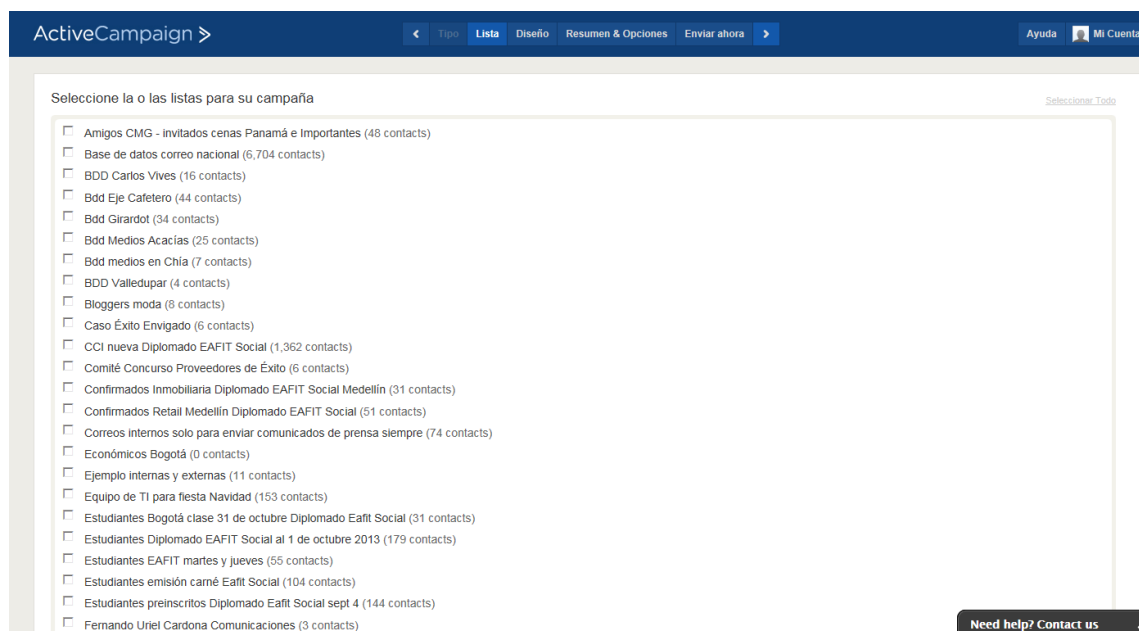 ActiveCampaign >
Tipo Lista Diseño Resumen & Opciones Enviar ahora
Ayuda Mi Cuenta
Seleccione la o las listas para su campaña
Seleccionar Todo
Amigos CMG - invitados cenas Panamá e Importantes (48 contacts)
Base de datos correo nacional (6,704 contacts)
BDD Carlos Vives (16 contacts)
Bdd Eje Cafetero (44 contacts)
Bdd Girardot (34 contacts)
Bdd Medios Acacías (25 contacts)
Bdd medios en Chía (7 contacts)
BDD Valledupar (4 contacts)
Bloggers moda (8 contacts)
Caso Éxito Envigado (6 contacts)
CCI nueva Diplomado EAFIT Social (1,362 contacts)
Comité Concurso Proveedores de Éxito (6 contacts)
Confirmados Inmobiliaria Diplomado EAFIT Social Medellín (31 contacts)
Confirmados Retail Medellín Diplomado EAFIT Social (51 contacts)
Correos internos solo para enviar comunicados de prensa siempre (74 contacts)
Económicos Bogotá (0 contacts)
Ejemplo internas y externas (11 contacts)
Equipo de TI para fiesta Navidad (153 contacts)
Estudiantes Bogotá clase 31 de octubre Diplomado Eafit Social (31 contacts)
Estudiantes Diplomado EAFIT Social al 1 de octubre 2013 (179 contacts)
Estudiantes EAFIT martes y jueves (55 contacts)
Estudiantes emisión carné Eafit Social (104 contacts)
Estudiantes preinscritos Diplomado Eafit Social sept 4 (144 contacts)
Fernando Uriel Cardona Comunicaciones (3 contacts)
Need help? Contact us